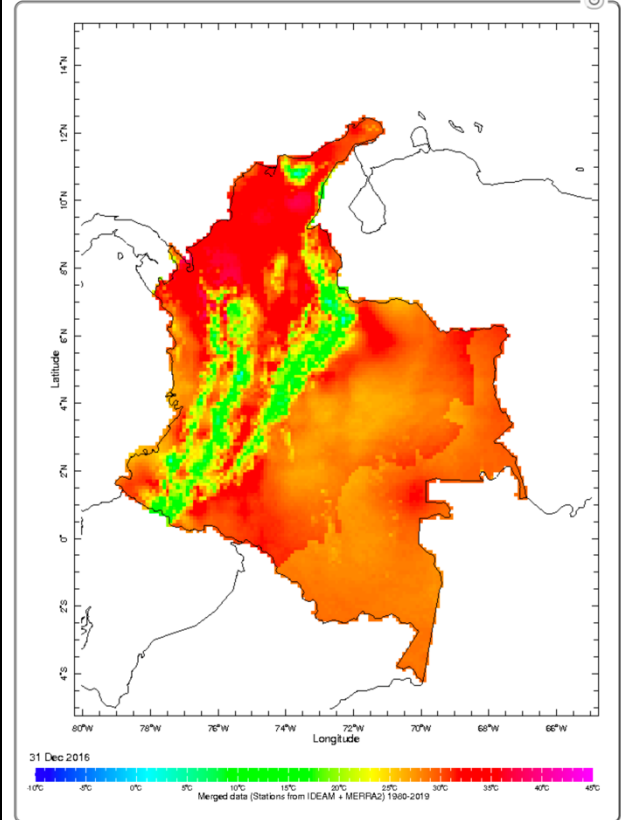 14°N
12°N
10°N
8°N
6°N
4°N
2°N
0°
2°S
4°S
Latitude
80°W 78°W 76°W 74°W 72°W 70°W 68°W 66°W
Longitude
31 Dec 2016
-10°C -5°C 0°C 5°C 10°C 15°C 20°C 25°C 30°C 35°C 40°C 45°C
Merged data (Stations from IDEAM + MERRA2) 1980-2019